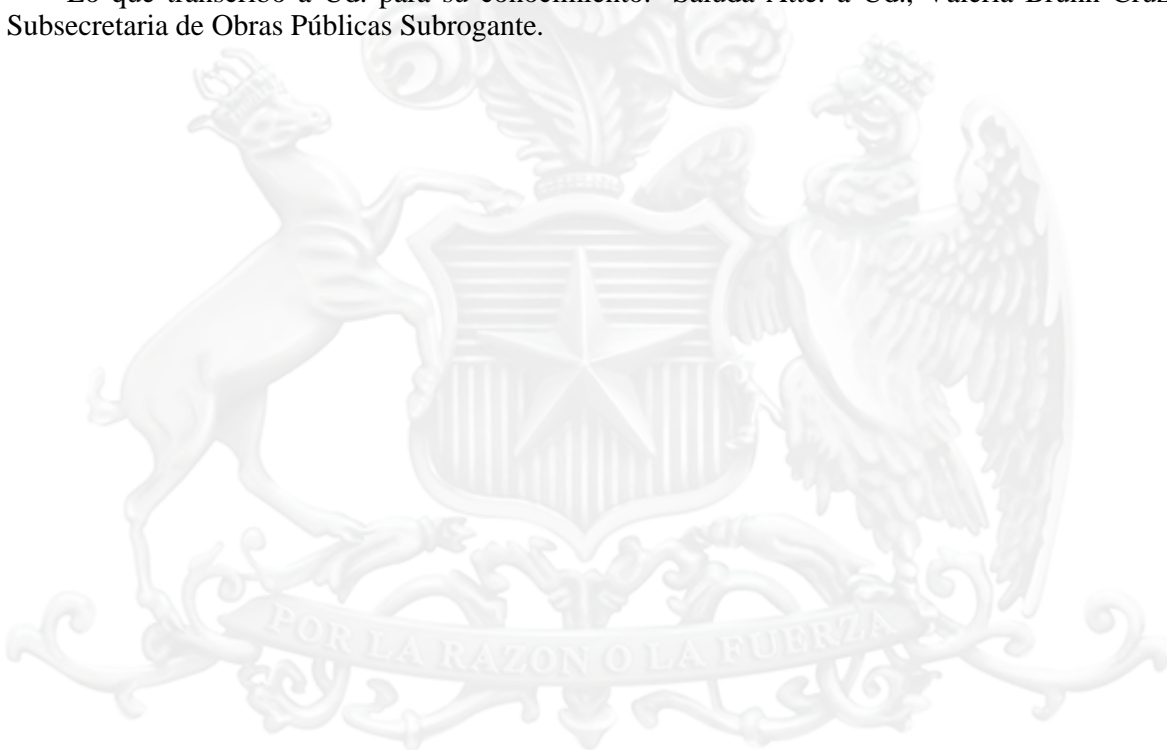 Lo que transcribo a Ud. para su conocimiento.- Saluda Atte. a Ud., Valeria Bruhn Cruz,
Subsecretaria de Obras Públicas Subrogante.
POR LA RAZON O LA FUERZA